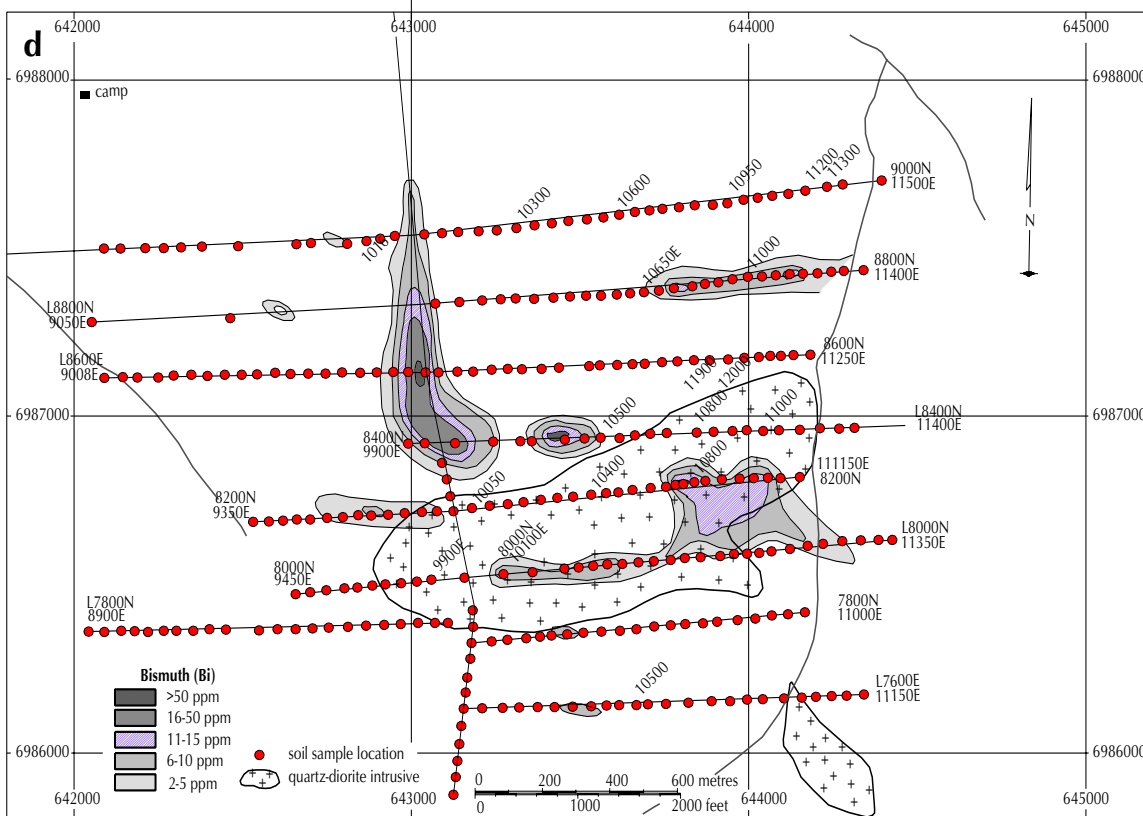 642000
643000
644000
645000
d
6988000
6988000
camp
11200
11300
10950
9000N
11500E
10600
10300
1010
N
10650E
11000
8800N
11400E
L8800N
9050E
L8600E
9008E
8600N
11250E
11900
12000
10800
11000
10500
L8400N
11400E
6987000
6987000
8400N
9900E
10800
10400
10050
111150E
8200N
8200N
9350E
L8000N
11350E
9900E
8000N
10100E
8000N
9450E
L7800N
8900E
7800N
11000E
10500
L7600E
11150E
Bismuth (Bi)
>50 ppm
16-50 ppm
11-15 ppm
6-10 ppm
2-5 ppm
soil sample location
quartz-diorite intrusive
6986000
6986000
0 200 400 600 metres
0 1000 2000 feet
642000
643000
644000
645000